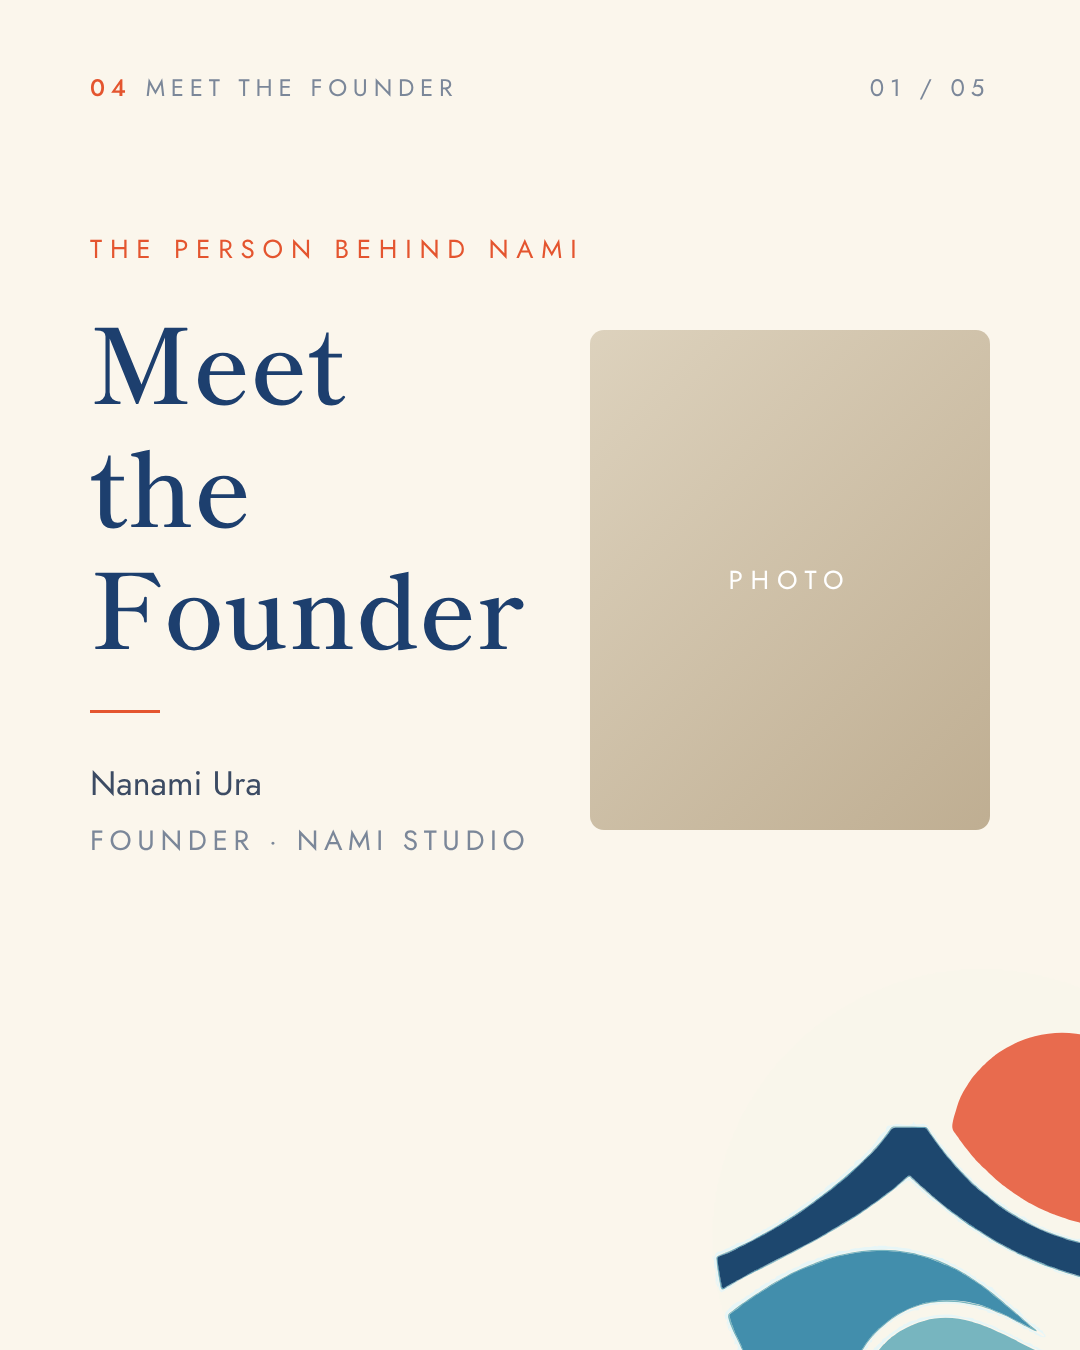 04 MEET THE FOUNDER
01 / 05
THE PERSON BEHIND NAMI
Meet
the
Founder
PHOTO
Nanami Ura
FOUNDER · NAMI STUDIO